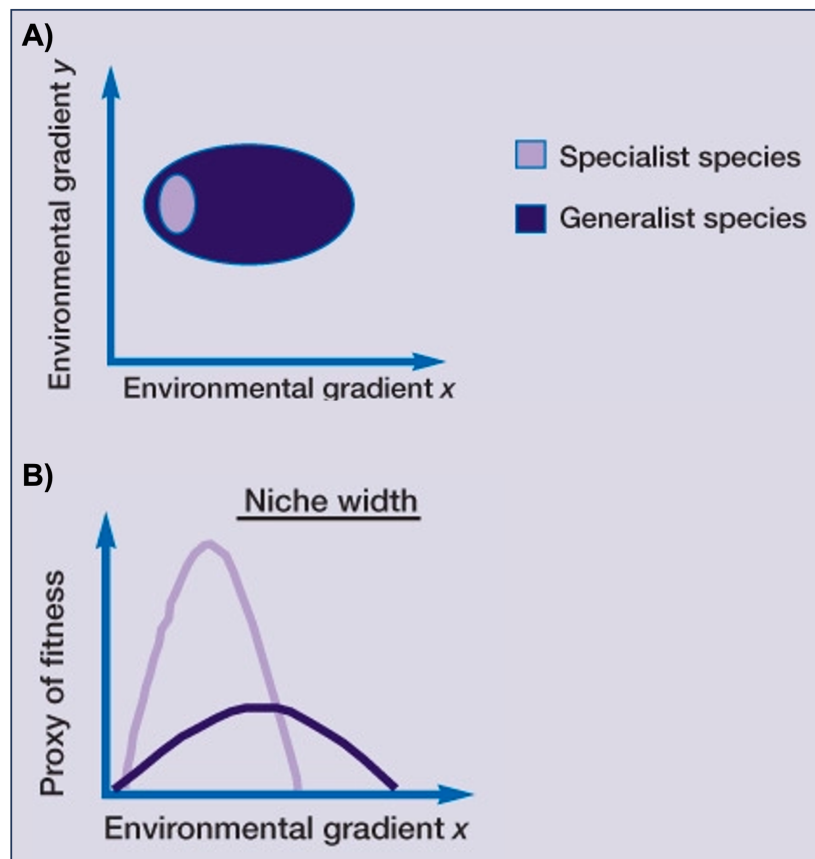 A)
Environmental gradient y
Specialist species
Generalist species
Environmental gradient x
B)
Niche width
Proxy of fitness
Environmental gradient x